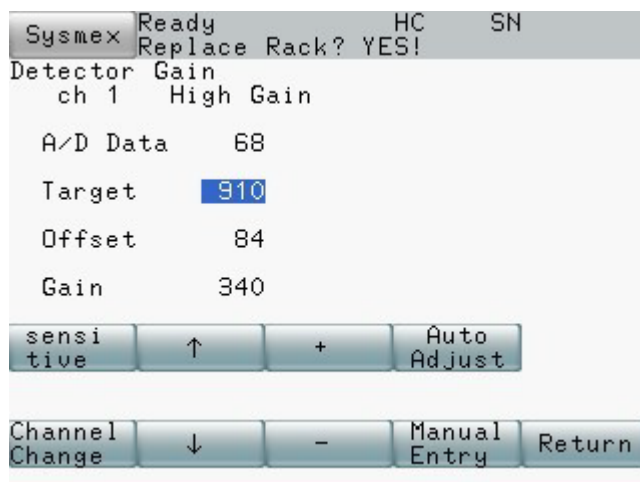 Sysmex
Ready HC SN
Replace Rack? YES!
Detector Gain
ch 1 High Gain
A/D Data 68
Target 910
Offset 84
Gain 340
sensi
tive
↑
+
Auto
Adjust
Channel
Change
↓
-
Manual
Entry
Return